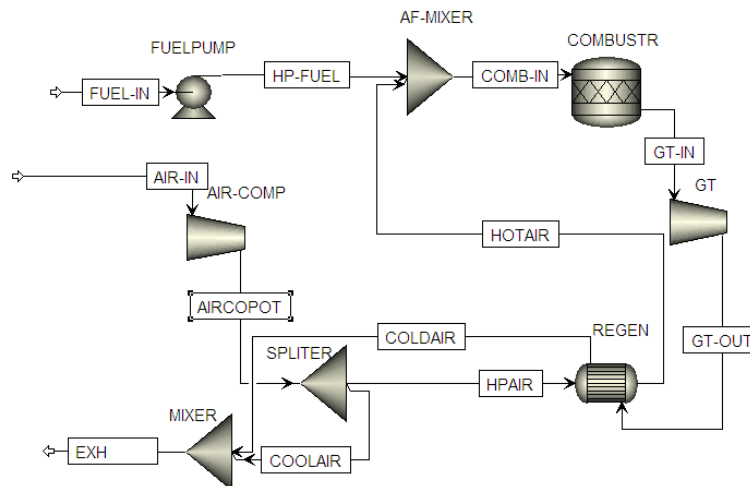 AF-MIXER
FUELPUMP
COMBUSTR
HP-FUEL
COMB-IN
FUEL-IN
GT-IN
AIR-IN
AIR-COMP
GT
HOTAIR
AIRCOPOT
COLDAIR
REGEN
GT-OUT
SPLITER
HPAIR
MIXER
EXH
COOLAIR